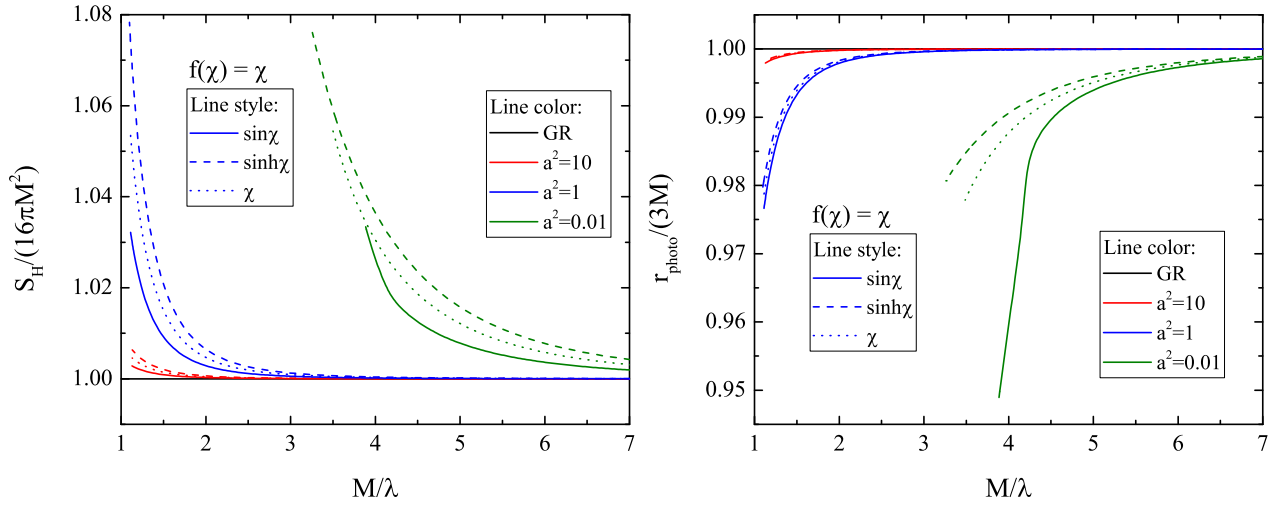 1.08
1.06
1.04
1.02
1.00
S_H/(16πM²)
f(χ) = χ
Line style:
sinχ
sinhχ
χ
Line color:
GR
a²=10
a²=1
a²=0.01
1 2 3 4 5 6 7
M/λ
1.00
0.99
0.98
0.97
0.96
0.95
r_photo/(3M)
f(χ) = χ
Line style:
sinχ
sinhχ
χ
Line color:
GR
a²=10
a²=1
a²=0.01
1 2 3 4 5 6 7
M/λ